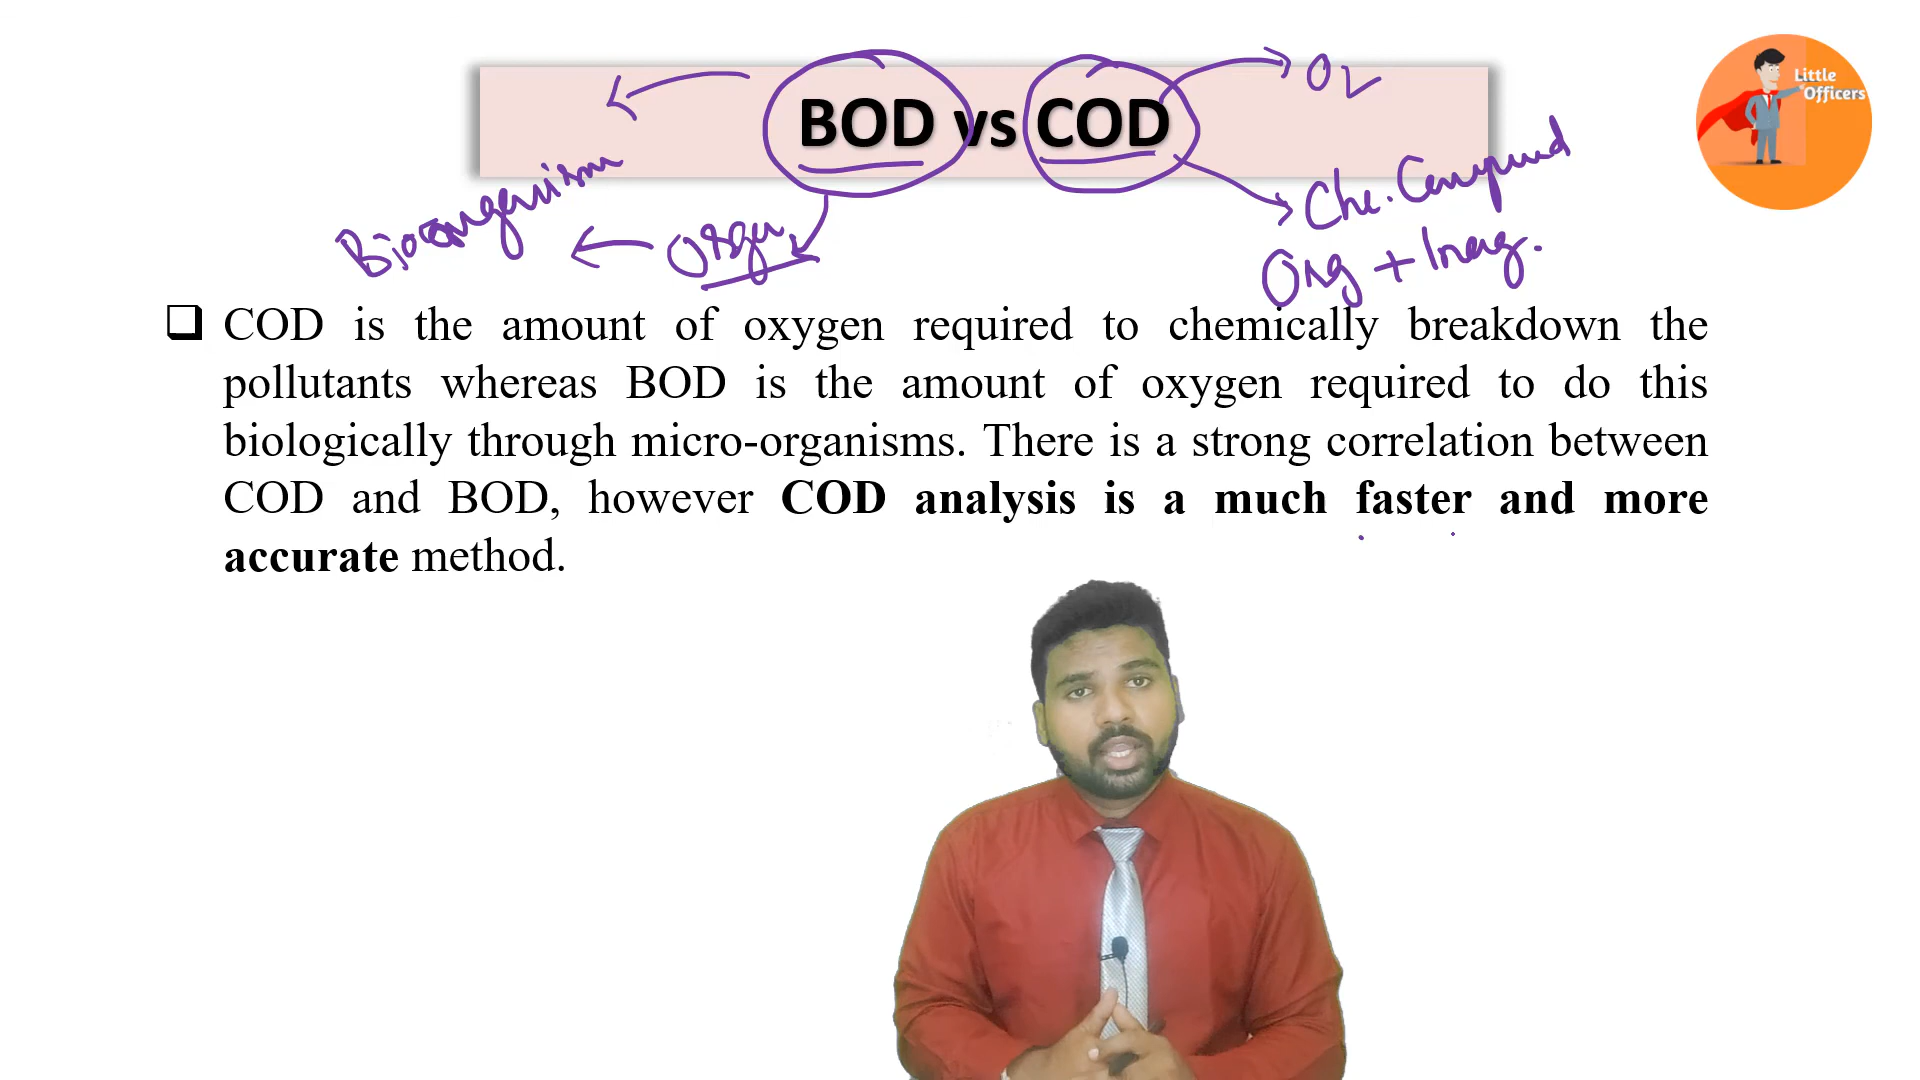 BOD vs COD
O2
Little
Officers
Che. Compound
Bioorganism
Organ
Org + Inorg.
❑ COD is the amount of oxygen required to chemically breakdown the
pollutants whereas BOD is the amount of oxygen required to do this
biologically through micro-organisms. There is a strong correlation between
COD and BOD, however COD analysis is a much faster and more
accurate method.